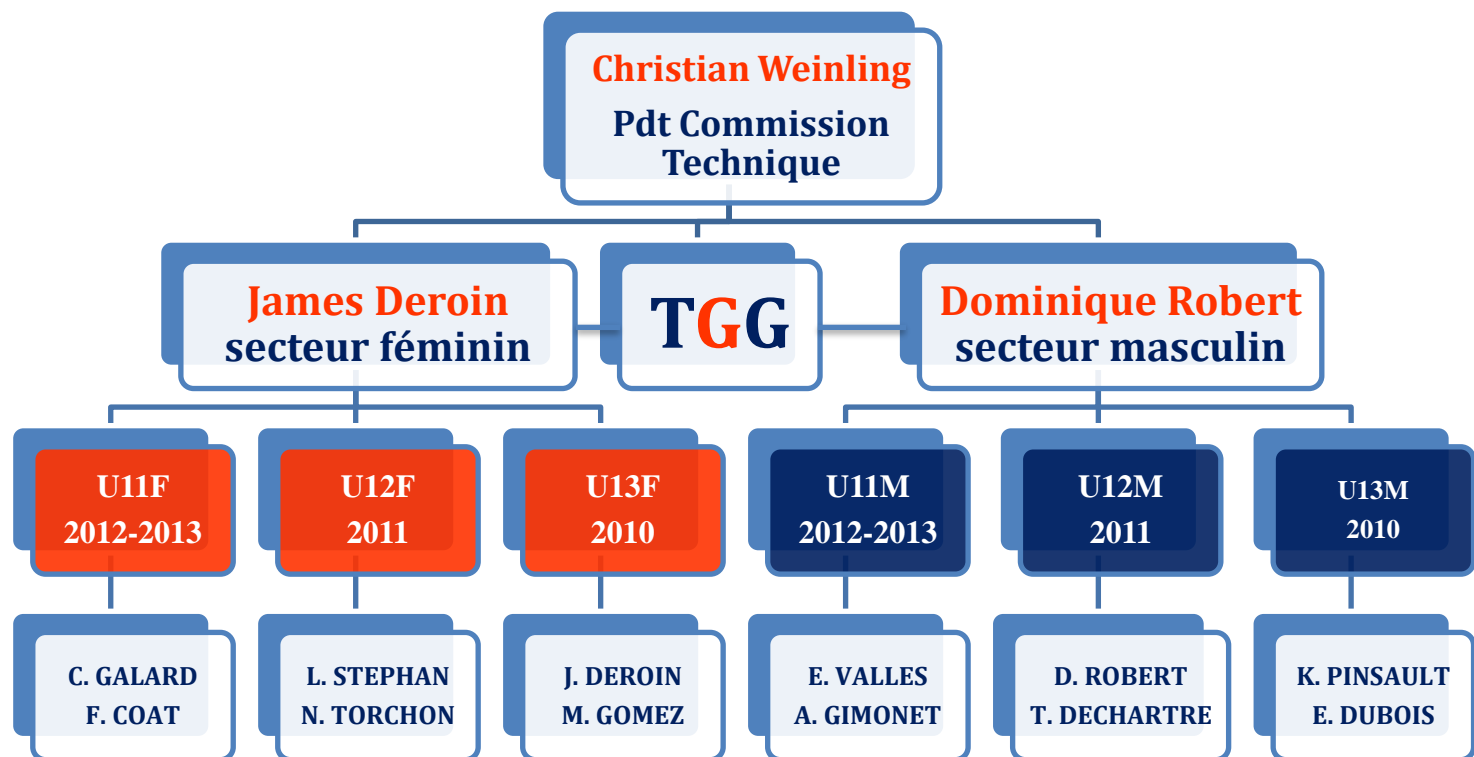 Christian Weinling
Pdt Commission
Technique
James Deroin
secteur féminin
TGG
Dominique Robert
secteur masculin
U11F
2012-2013
U12F
2011
U13F
2010
U11M
2012-2013
U12M
2011
U13M
2010
C. GALARD
F. COAT
L. STEPHAN
N. TORCHON
J. DEROIN
M. GOMEZ
E. VALLES
A. GIMONET
D. ROBERT
T. DECHARTRE
K. PINSAULT
E. DUBOIS